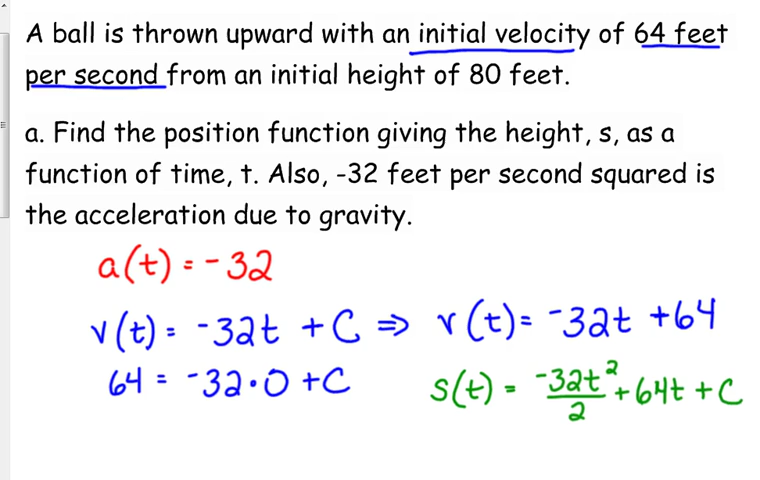 A ball is thrown upward with an initial velocity of 64 feet
per second from an initial height of 80 feet.
a. Find the position function giving the height, s, as a
function of time, t. Also, -32 feet per second squared is
the acceleration due to gravity.
a(t) = -32
v(t) = -32t + C ⇒ v(t) = -32t + 64
64 = -32·0 + C
s(t) = -32t²/2 + 64t + C